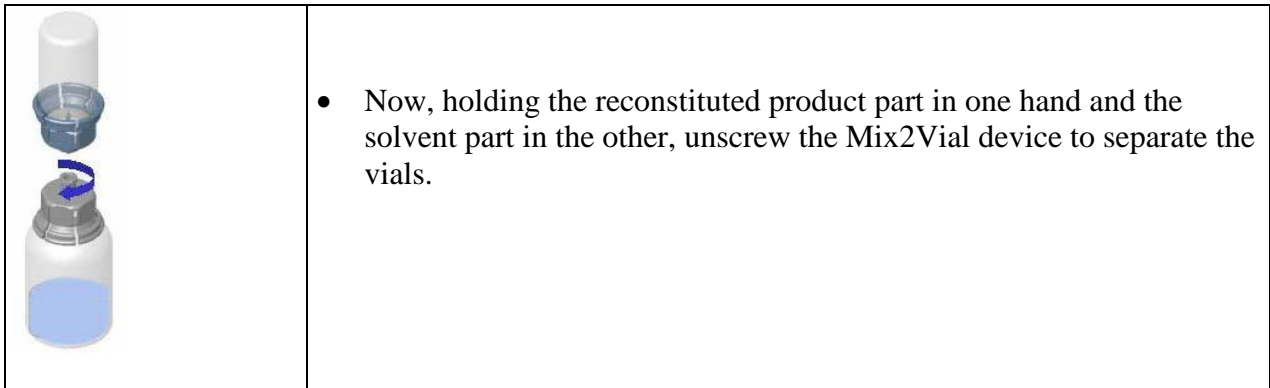 • Now, holding the reconstituted product part in one hand and the
solvent part in the other, unscrew the Mix2Vial device to separate the
vials.